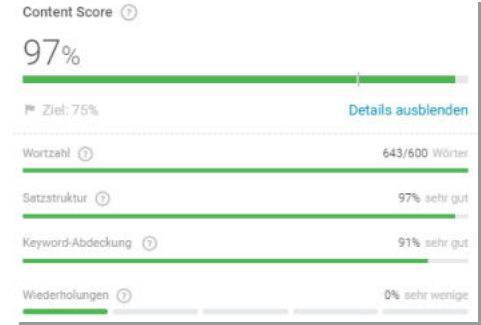 Content Score ?
97%
Ziel: 75% Details ausblenden
Wortzahl ? 643/600 Wörter
Satzstruktur ? 97% sehr gut
Keyword-Abdeckung ? 91% sehr gut
Wiederholungen ? 0% sehr wenige